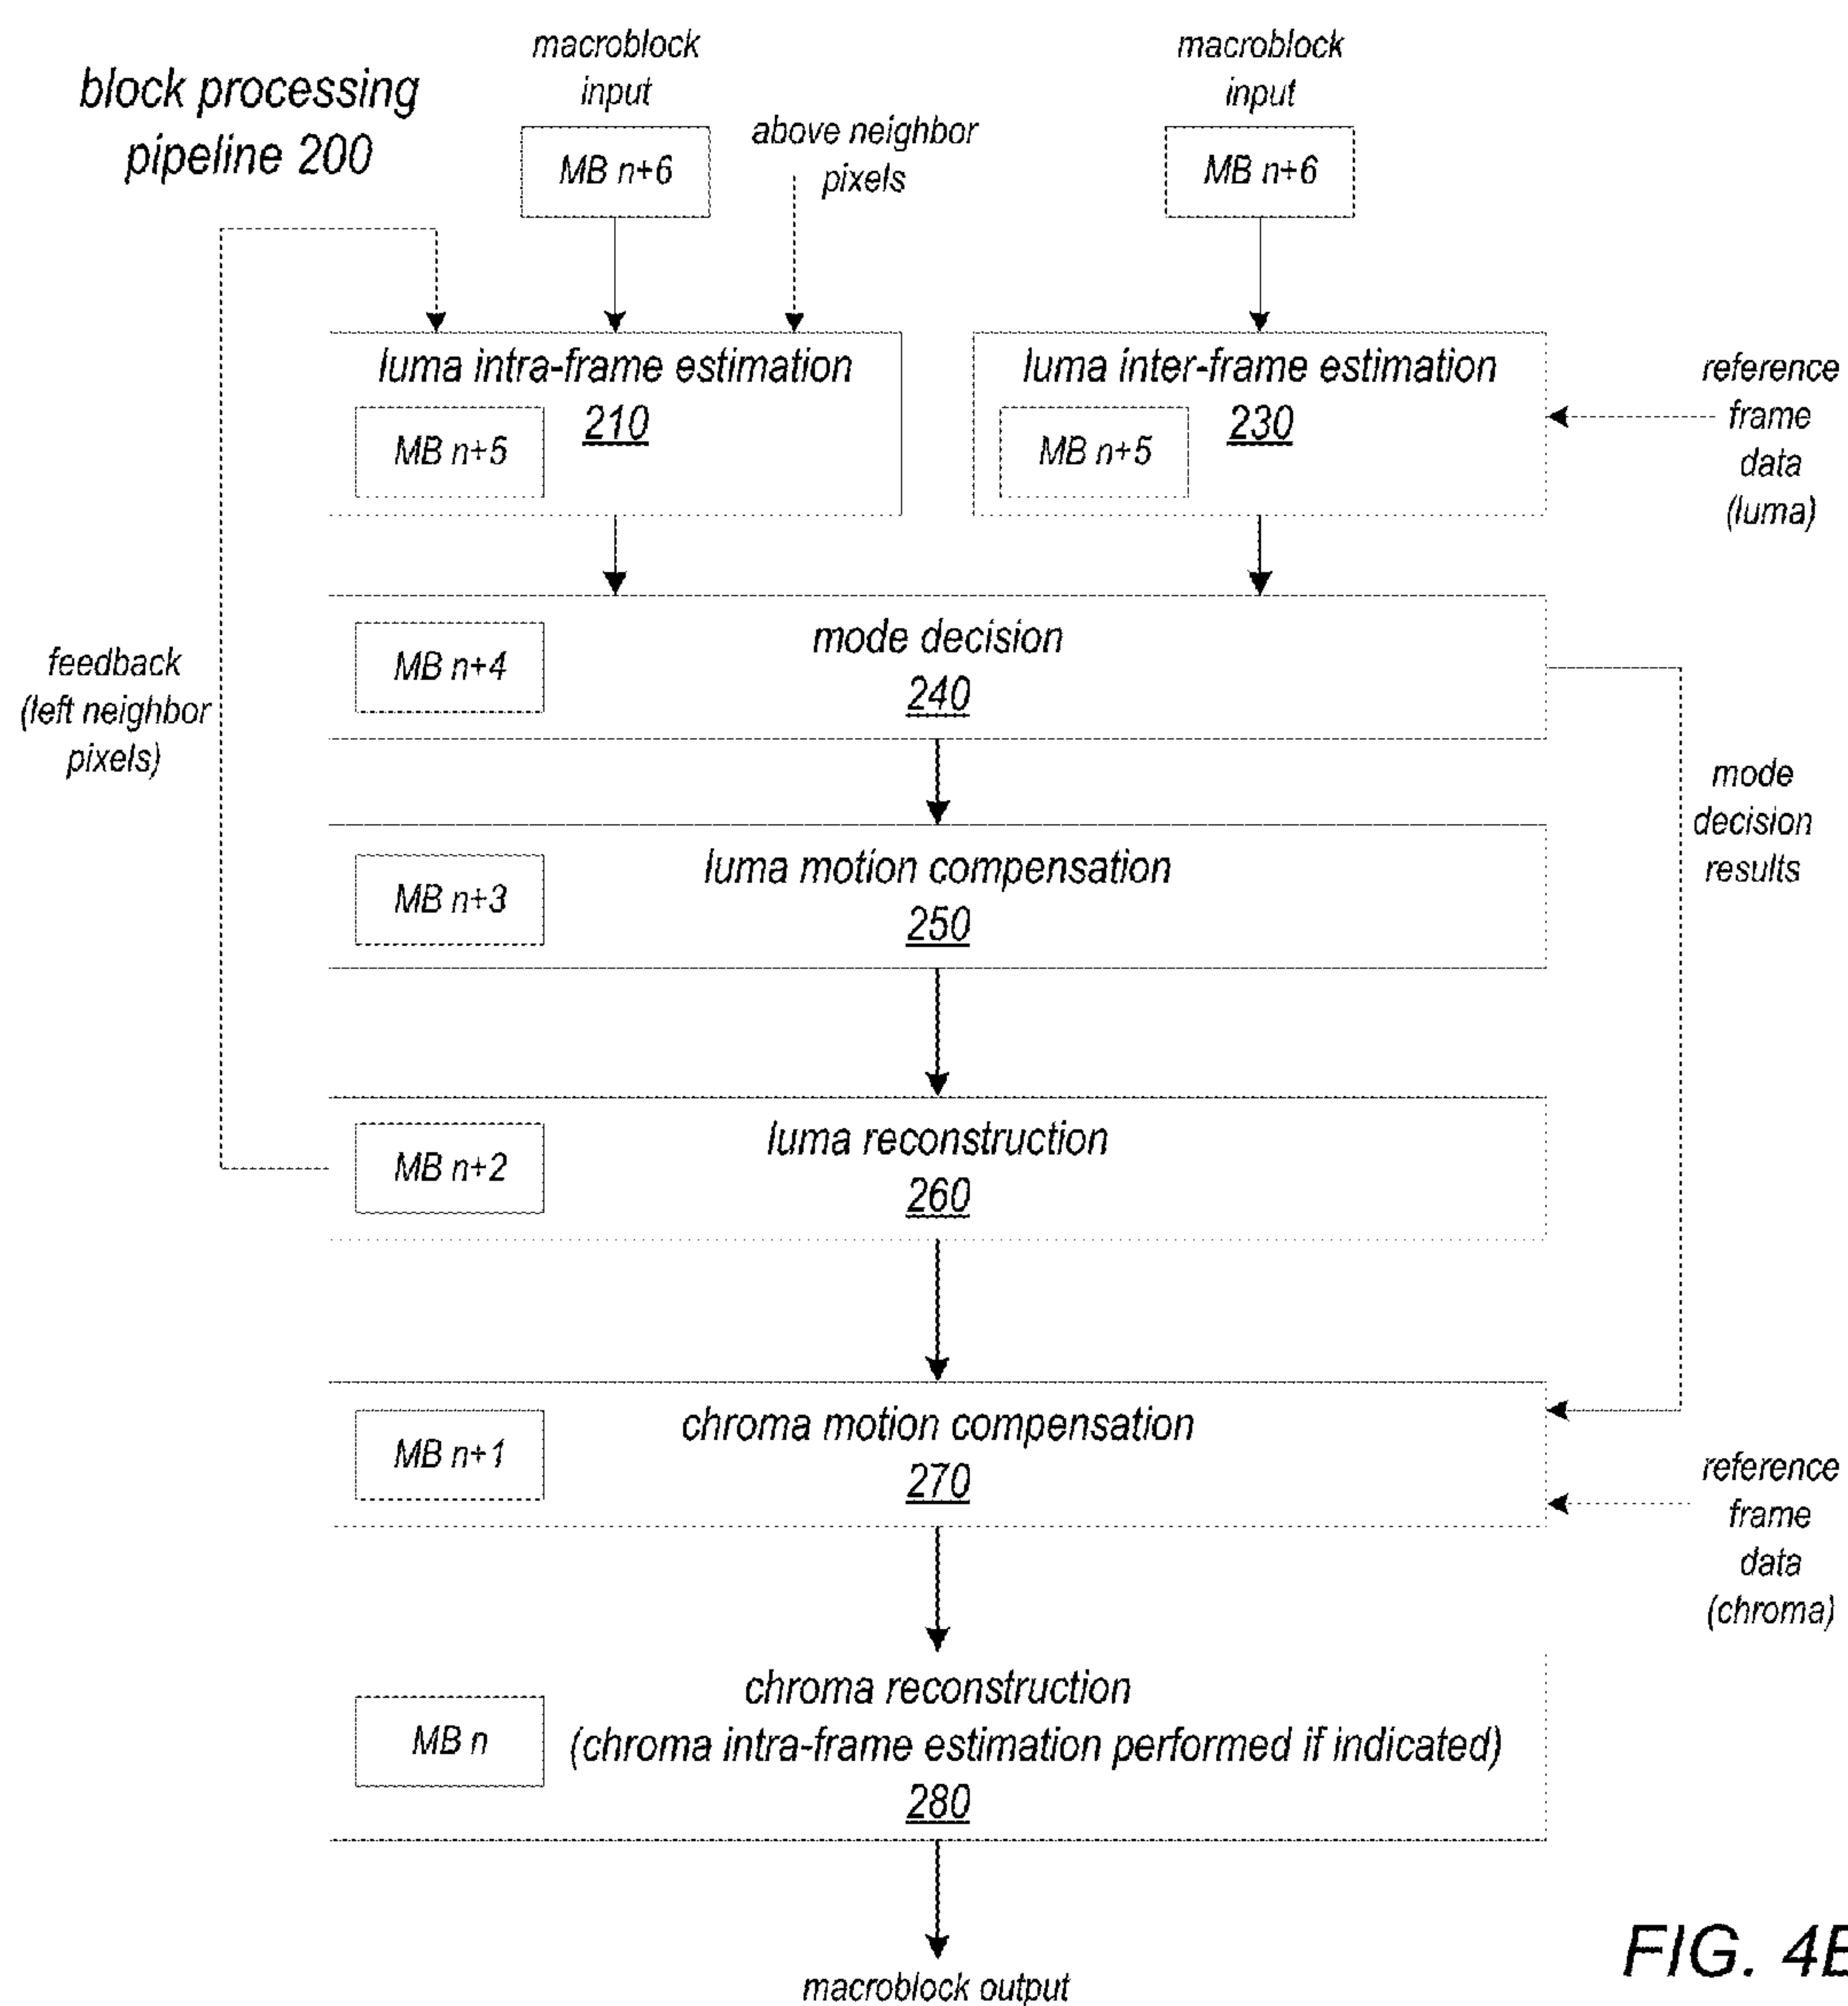 block processing
pipeline 200
macroblock
input
MB n+6
above neighbor
pixels
macroblock
input
MB n+6
luma intra-frame estimation
210
MB n+5
luma inter-frame estimation
230
MB n+5
reference
frame
data
(luma)
mode decision
240
MB n+4
feedback
(left neighbor
pixels)
mode
decision
results
luma motion compensation
250
MB n+3
luma reconstruction
260
MB n+2
chroma motion compensation
270
MB n+1
reference
frame
data
(chroma)
chroma reconstruction
(chroma intra-frame estimation performed if indicated)
280
MB n
macroblock output
FIG. 4B